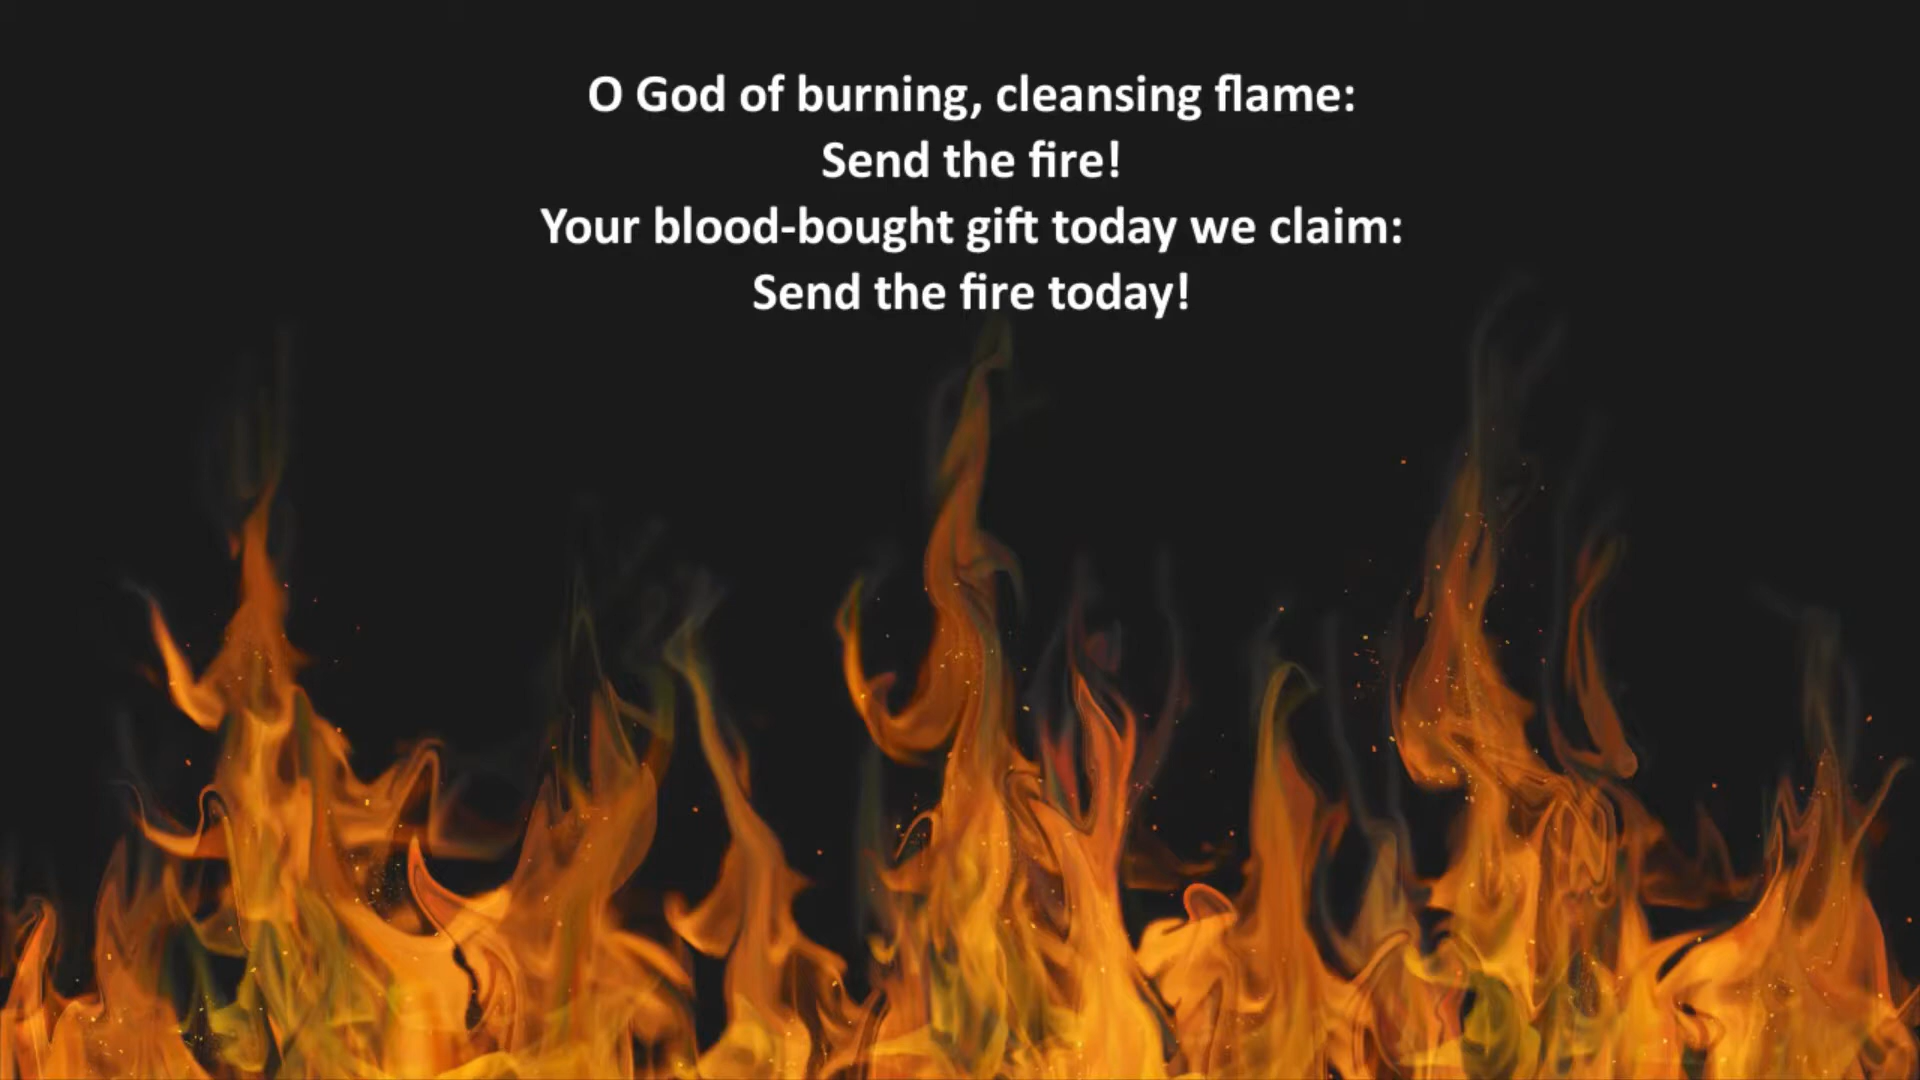 O God of burning, cleansing flame:
Send the fire!
Your blood-bought gift today we claim:
Send the fire today!